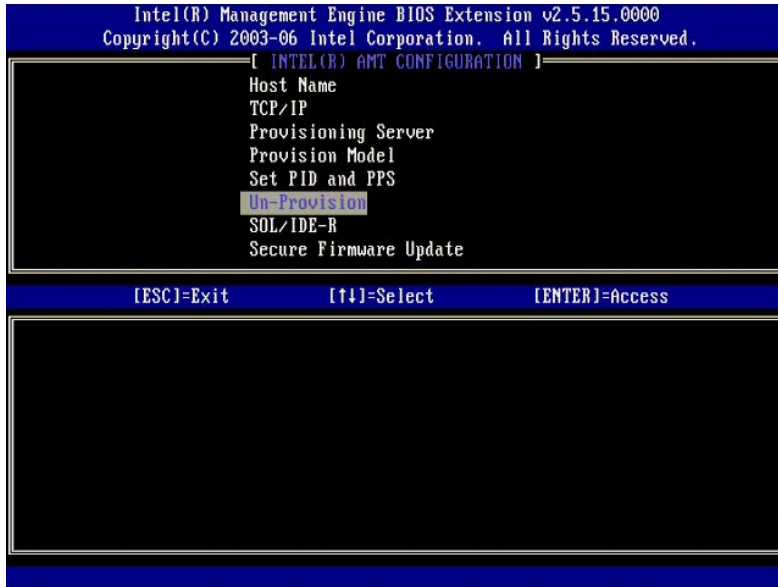 Intel(R) Management Engine BIOS Extension v2.5.15.0000
Copyright(C) 2003-06 Intel Corporation. All Rights Reserved.
[ INTEL(R) AMT CONFIGURATION ]
Host Name
TCP/IP
Provisioning Server
Provision Model
Set PID and PPS
Un-Provision
SOL/IDE-R
Secure Firmware Update
[ESC]=Exit [↑↓]=Select [ENTER]=Access